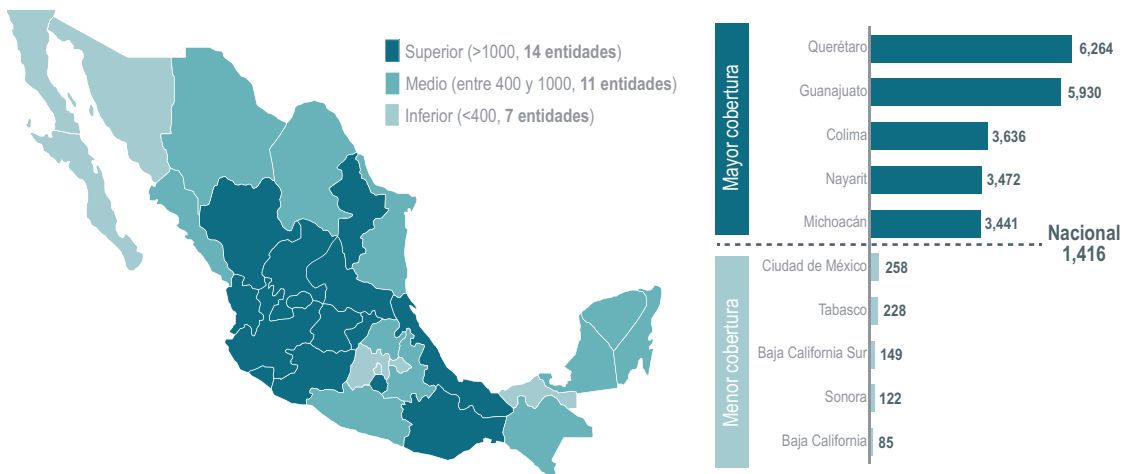 Superior (>1000, 14 entidades)
Medio (entre 400 y 1000, 11 entidades)
Inferior (<400, 7 entidades)
Mayor cobertura
Querétaro 6,264
Guanajuato 5,930
Colima 3,636
Nayarit 3,472
Michoacán 3,441
Nacional
1,416
Menor cobertura
Ciudad de México 258
Tabasco 228
Baja California Sur 149
Sonora 122
Baja California 85